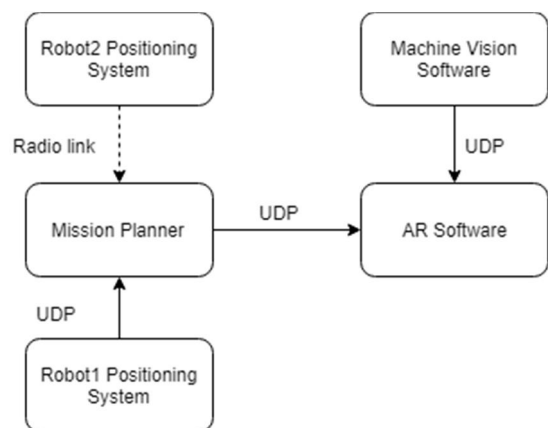 Robot2 Positioning
System
Machine Vision
Software
Radio link
UDP
Mission Planner
UDP
AR Software
UDP
Robot1 Positioning
System